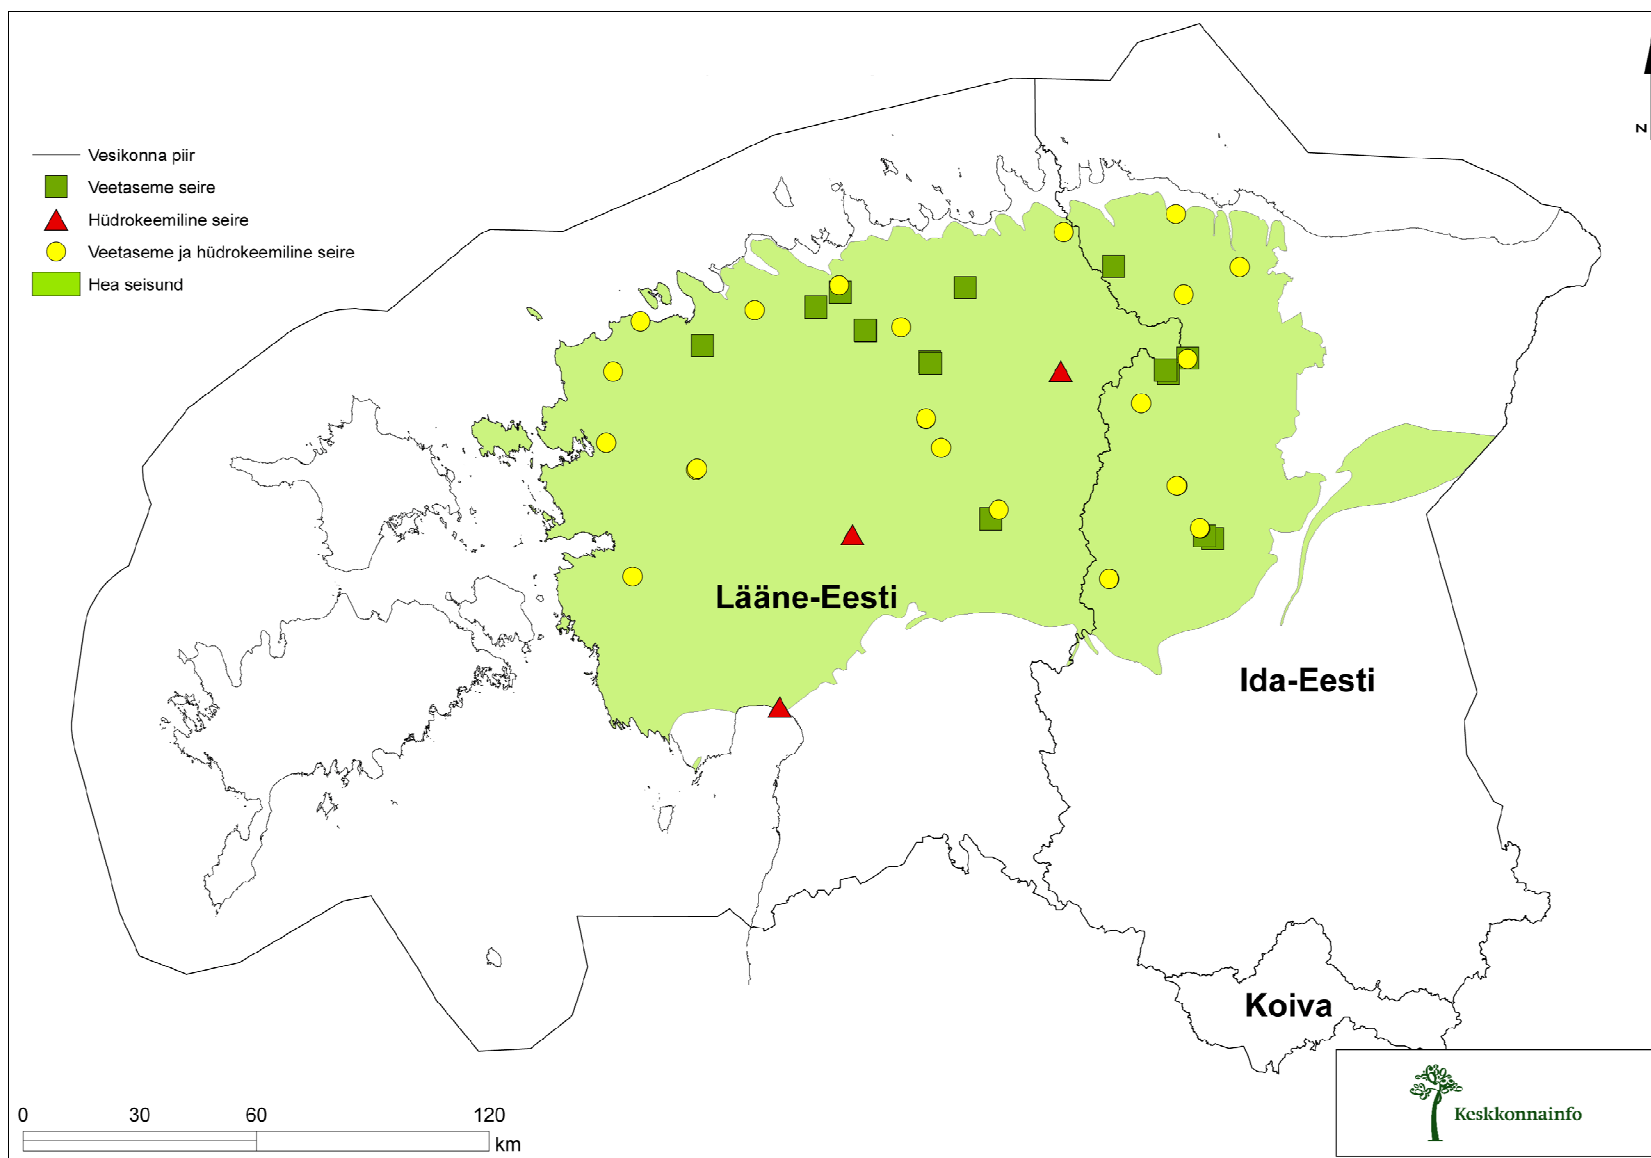 Vesikonna piir
Veetaseme seire
Hüdrokeemiline seire
Veetaseme ja hüdrokeemiline seire
Hea seisund
z
Lääne-Eesti
Ida-Eesti
Koiva
0 30 60 120
km
Keskkonnainfo